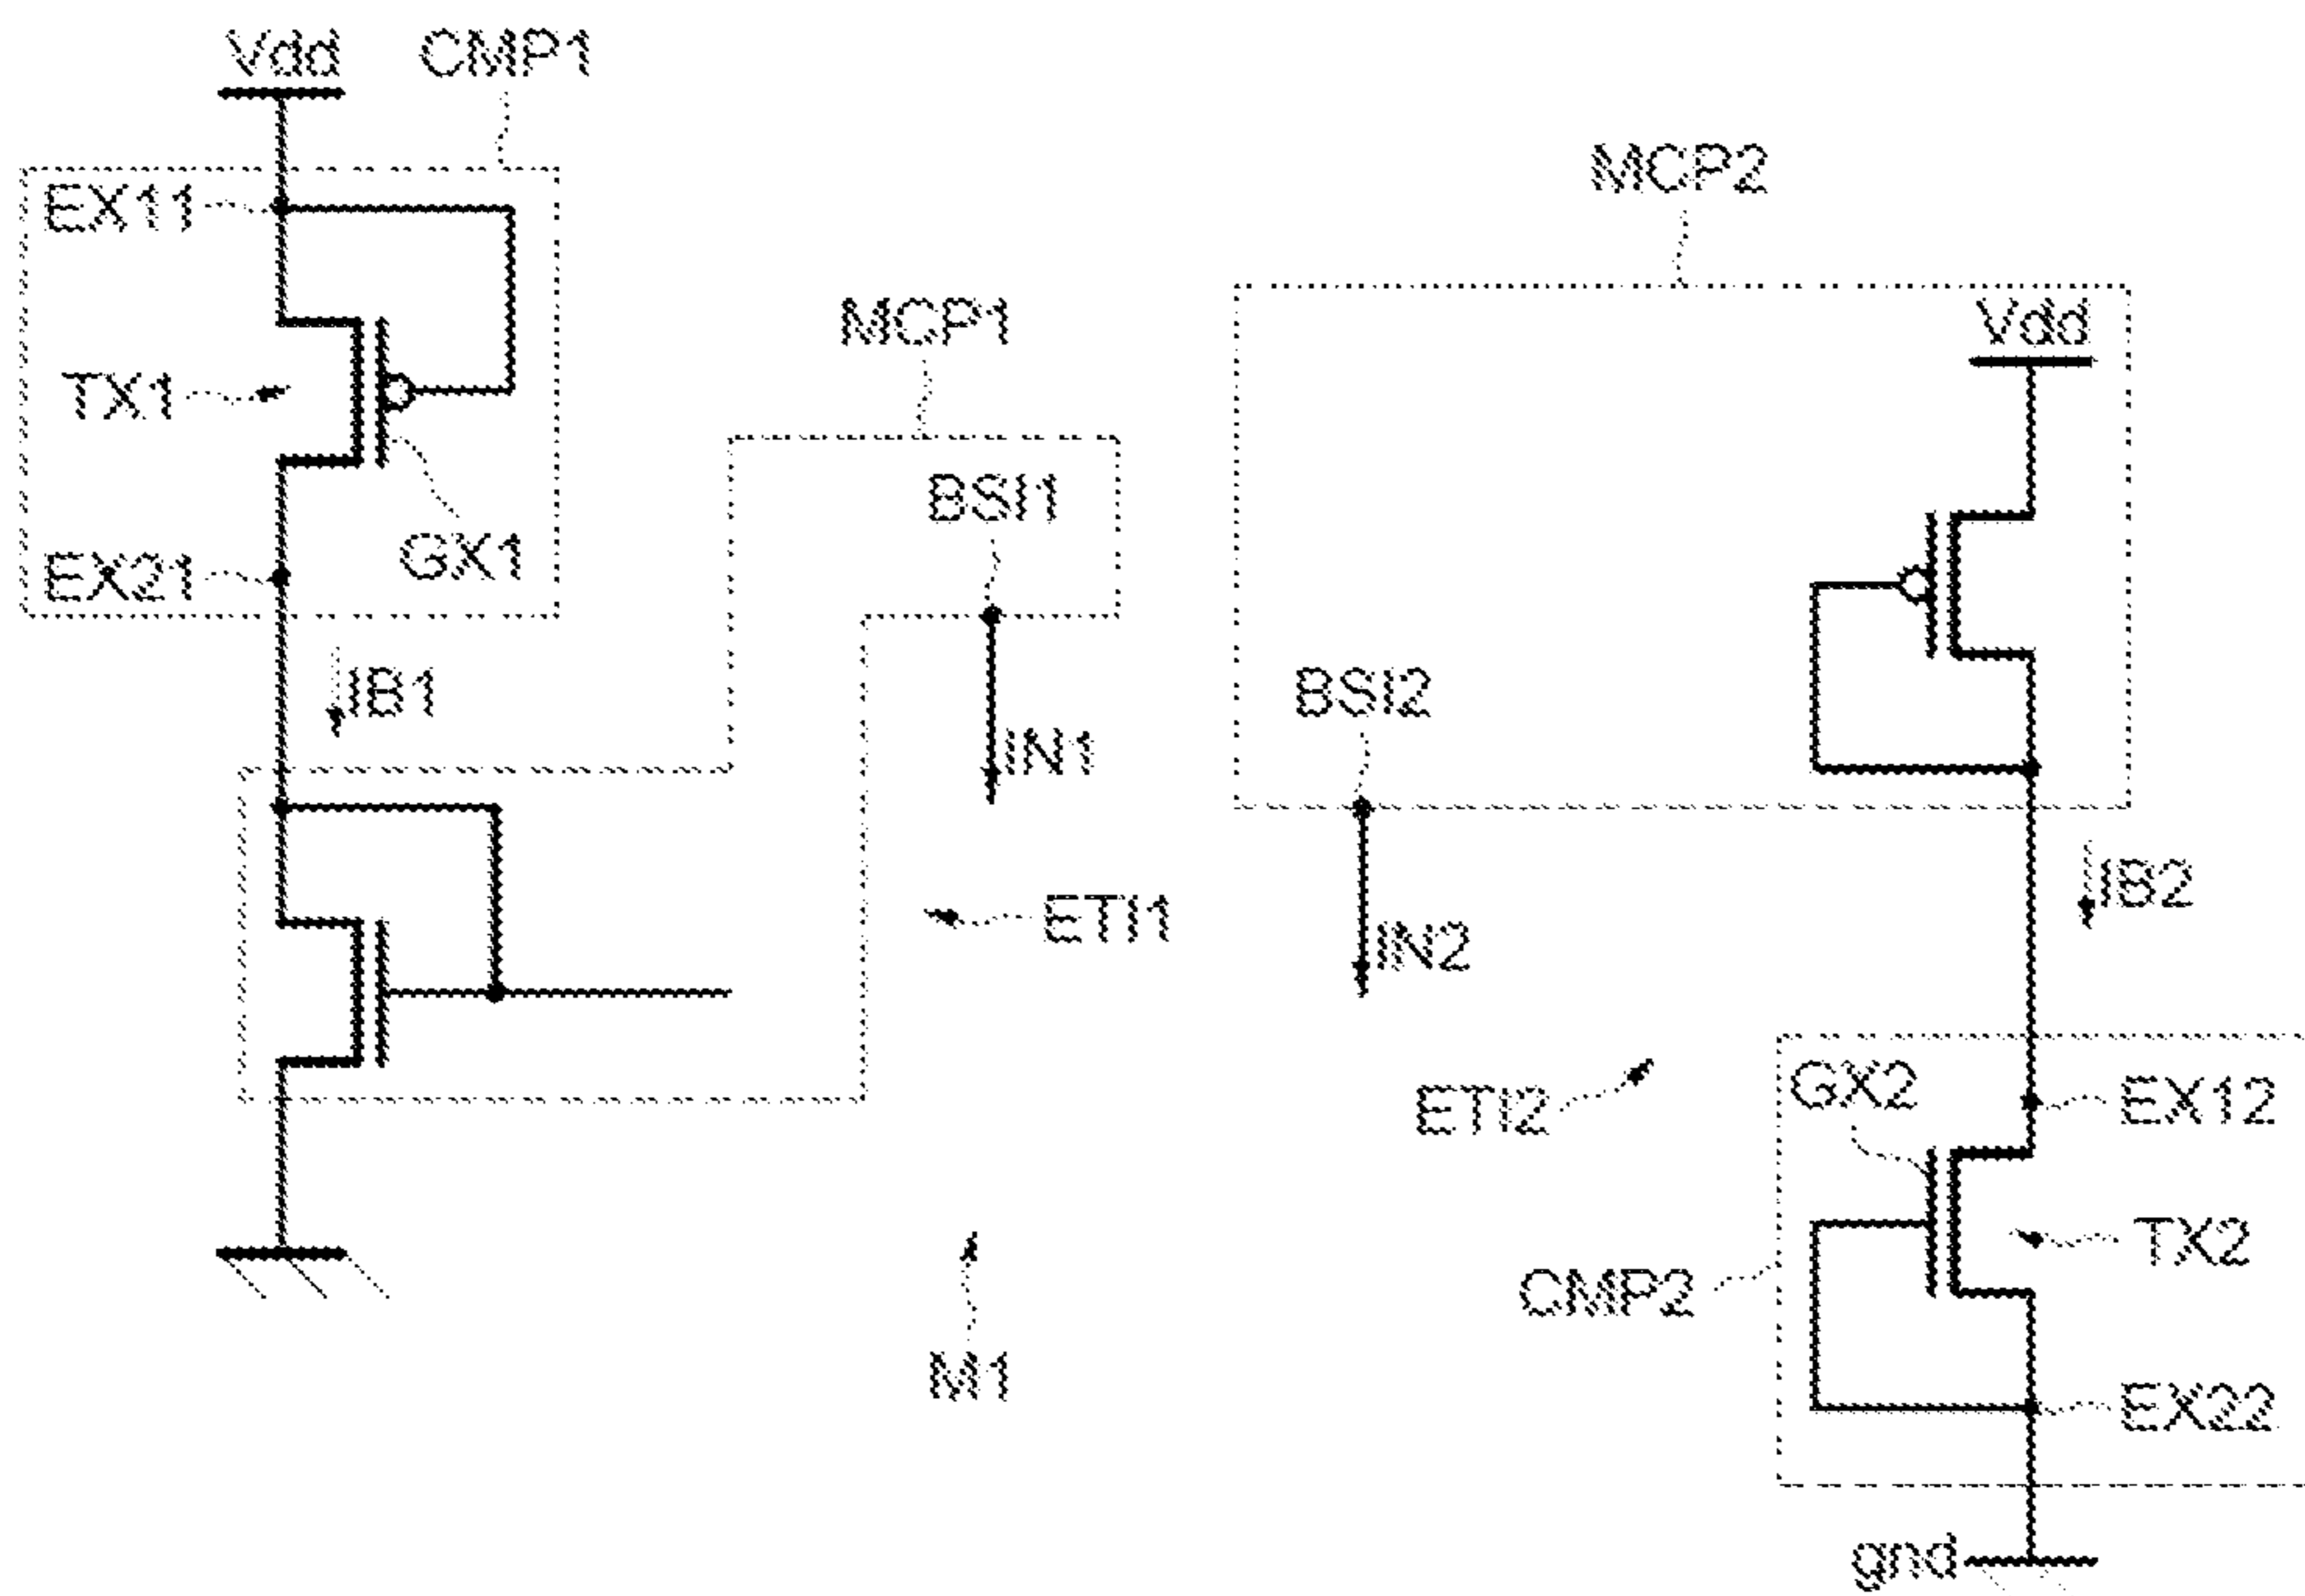 Vdd
CMP1
MCP2
EX11
MCP1
Vdd
TX1
BSI1
GX1
EX21
IB1
BSI2
IN1
IB2
ETI1
IN2
GX2
EX12
ETI2
TX2
CMP2
M1
EX22
gnd